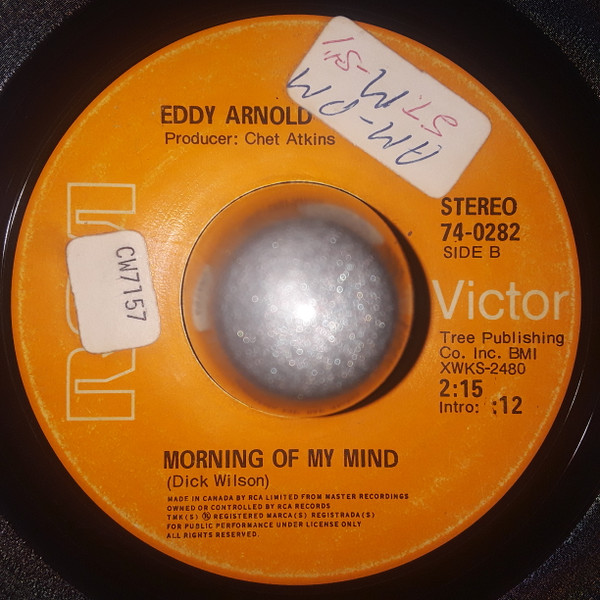 AM-PM
ST. M-St.1
EDDY ARNOLD
Producer: Chet Atkins
STEREO
74-0282
SIDE B
CW7157
RCA
Victor
Tree Publishing
Co. Inc. BMI
XWKS-2480
2:15
Intro: :12
MORNING OF MY MIND
(Dick Wilson)
MADE IN CANADA BY RCA LIMITED FROM MASTER RECORDINGS
OWNED OR CONTROLLED BY RCA RECORDS
TMK(S) ® REGISTERED MARCA(S) REGISTRADA(S)
FOR PUBLIC PERFORMANCE UNDER LICENSE ONLY
ALL RIGHTS RESERVED.